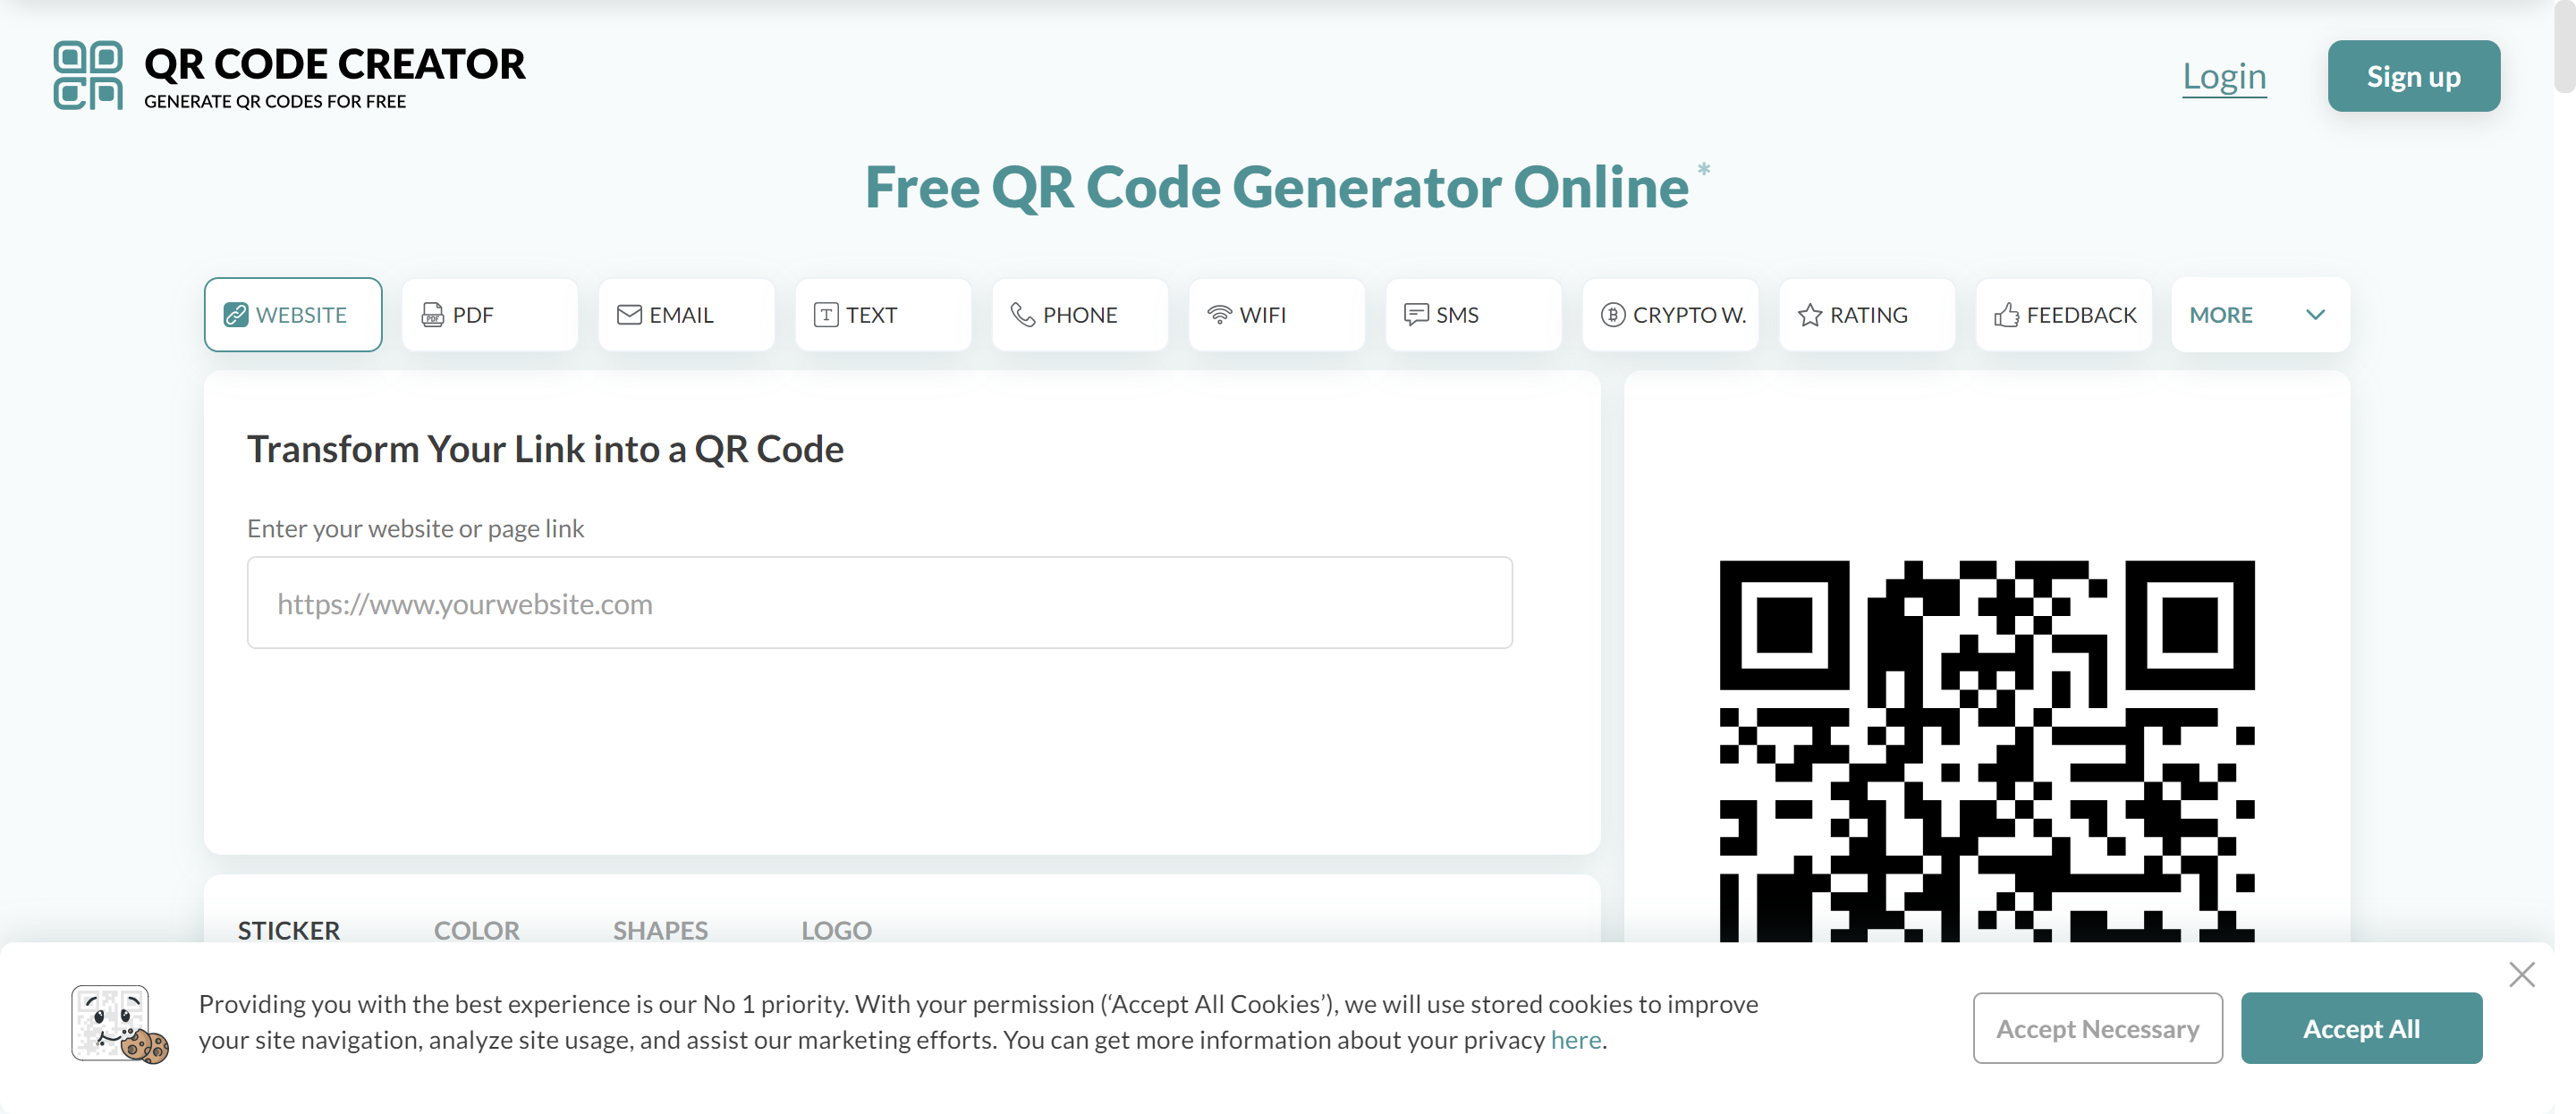 QR CODE CREATOR
GENERATE QR CODES FOR FREE
Login
Sign up
Free QR Code Generator Online *
WEBSITE
PDF
EMAIL
TEXT
PHONE
WIFI
SMS
CRYPTO W.
RATING
FEEDBACK
MORE
Transform Your Link into a QR Code
Enter your website or page link
https://www.yourwebsite.com
STICKER
COLOR
SHAPES
LOGO
Providing you with the best experience is our No 1 priority. With your permission (‘Accept All Cookies’), we will use stored cookies to improve
your site navigation, analyze site usage, and assist our marketing efforts. You can get more information about your privacy here.
Accept Necessary
Accept All